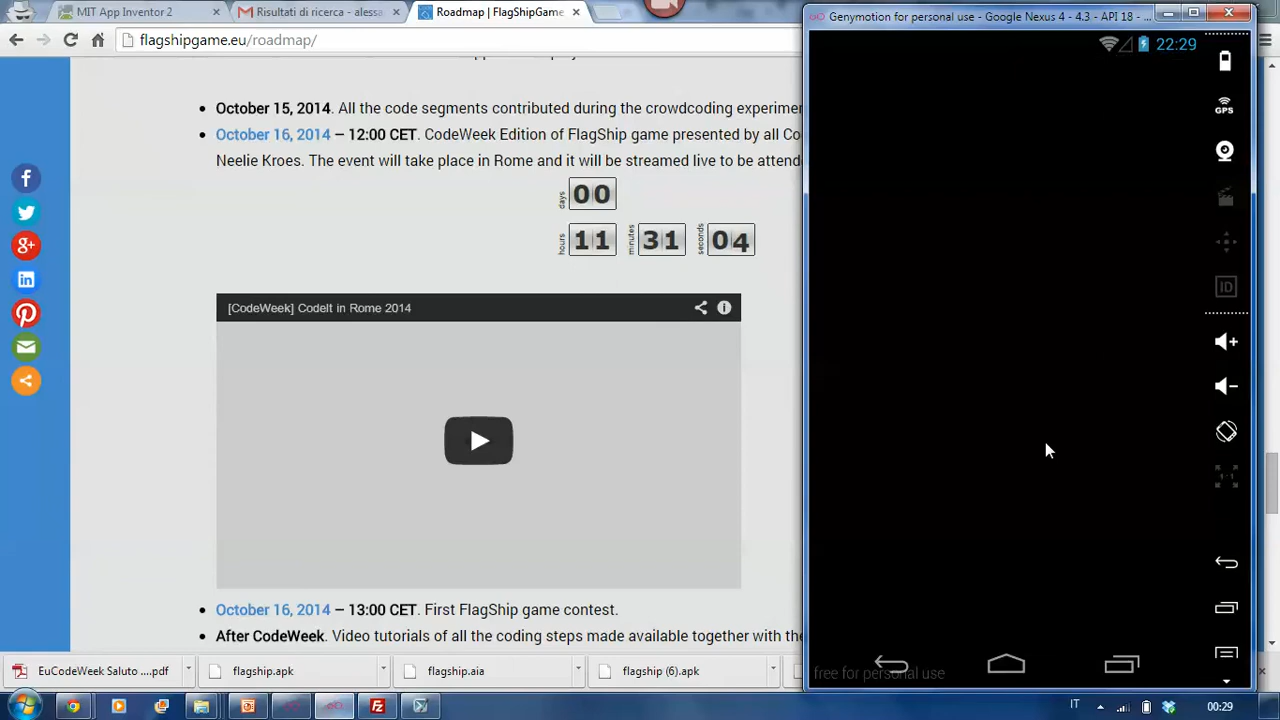 MIT App Inventor 2
Risultati di ricerca - alessa
Roadmap | FlagShipGame
flagshipgame.eu/roadmap/
October 15, 2014. All the code segments contributed during the crowdcoding experimer
October 16, 2014 – 12:00 CET. CodeWeek Edition of FlagShip game presented by all Co
Neelie Kroes. The event will take place in Rome and it will be streamed live to be attend
days 00
hours 11 minutes 31 seconds 04
[CodeWeek] CodeIt in Rome 2014
October 16, 2014 – 13:00 CET. First FlagShip game contest.
After CodeWeek. Video tutorials of all the coding steps made available together with the
Genymotion for personal use - Google Nexus 4 - 4.3 - API 18 - ...
22:29
GPS
ID
1:1
free for personal use
EuCodeWeek Saluto....pdf
flagship.apk
flagship.aia
flagship (6).apk
IT
00:29